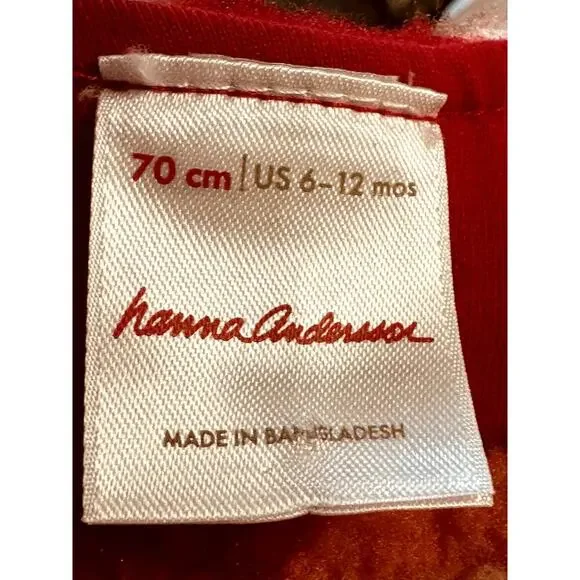 70 cm | US 6-12 mos
hanna andersson
MADE IN BANGLADESH